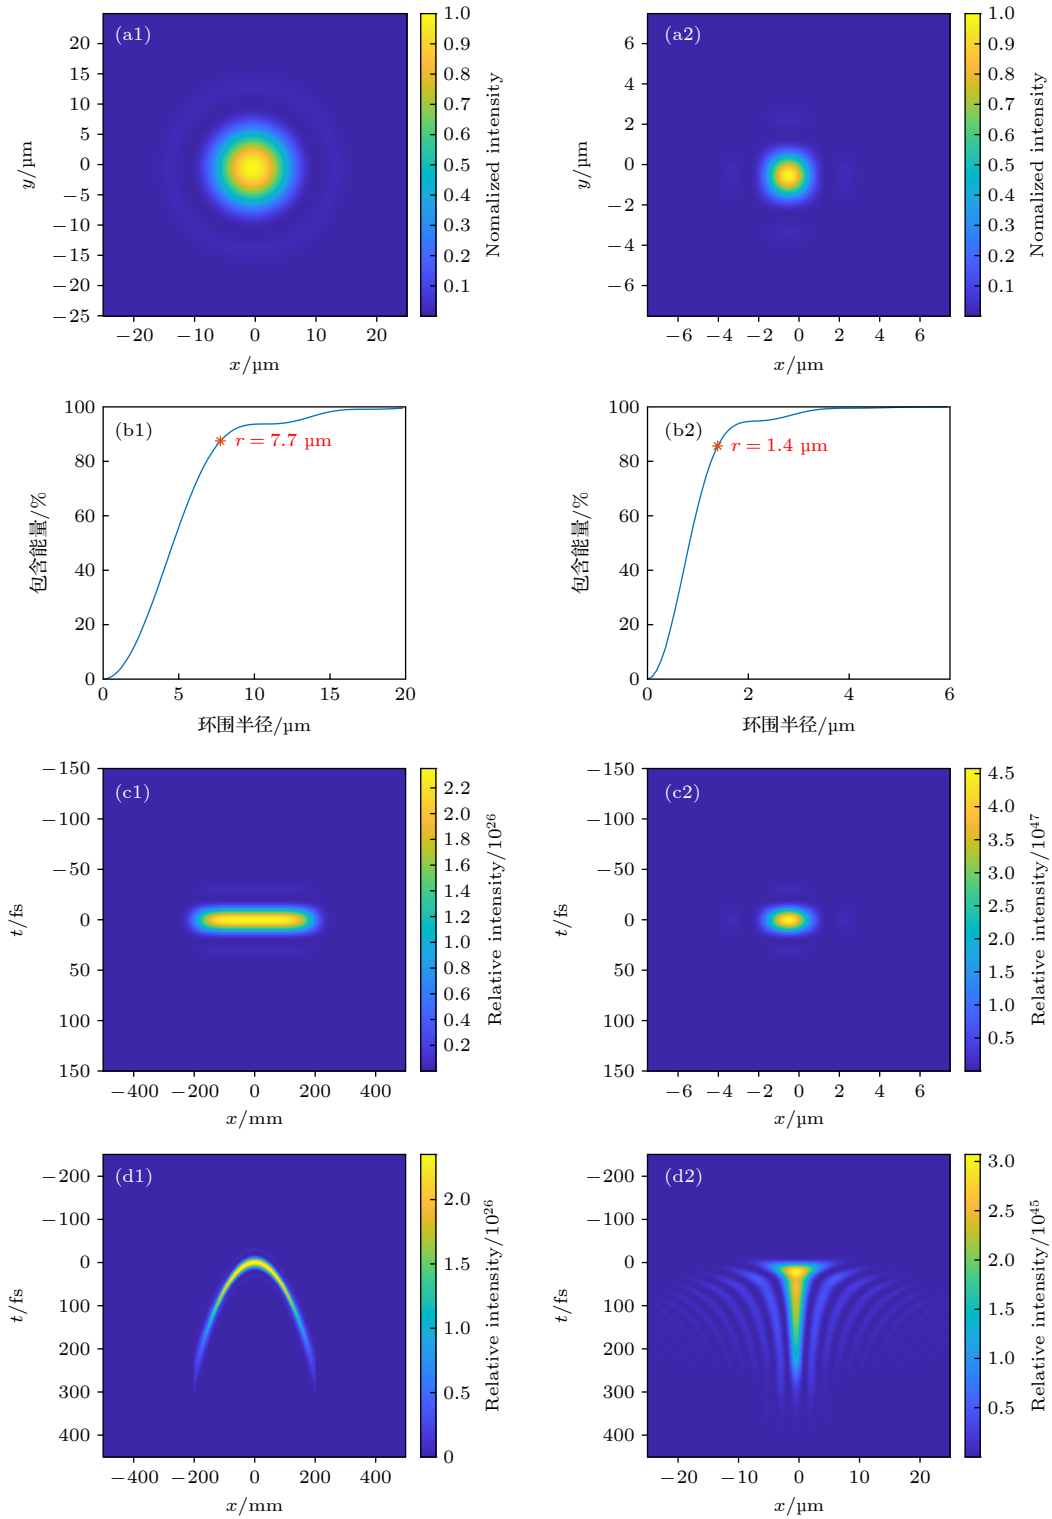 (a1)
25
20
15
10
5
0
−5
−10
−15
−20
−25
y/µm
−20 −10 0 10 20
x/µm
1.0
0.9
0.8
0.7
0.6
0.5
0.4
0.3
0.2
0.1
Nomalized intensity
(a2)
6
4
2
0
−2
−4
−6
y/µm
−6 −4 −2 0 2 4 6
x/µm
1.0
0.9
0.8
0.7
0.6
0.5
0.4
0.3
0.2
0.1
Nomalized intensity
(b1)
100
80
60
40
20
0
包含能量/%
r = 7.7 µm
0 5 10 15 20
环围半径/µm
(b2)
100
80
60
40
20
0
包含能量/%
r = 1.4 µm
0 2 4 6
环围半径/µm
(c1)
−150
−100
−50
0
50
100
150
t/fs
−400 −200 0 200 400
x/mm
2.2
2.0
1.8
1.6
1.4
1.2
1.0
0.8
0.6
0.4
0.2
Relative intensity/10²⁶
(c2)
−150
−100
−50
0
50
100
150
t/fs
−6 −4 −2 0 2 4 6
x/µm
4.5
4.0
3.5
3.0
2.5
2.0
1.5
1.0
0.5
Relative intensity/10⁴⁷
(d1)
−200
−100
0
100
200
300
400
t/fs
−400 −200 0 200 400
x/mm
2.0
1.5
1.0
0.5
0
Relative intensity/10²⁶
(d2)
−200
−100
0
100
200
300
400
t/fs
−20 −10 0 10 20
x/µm
3.0
2.5
2.0
1.5
1.0
0.5
Relative intensity/10⁴⁵